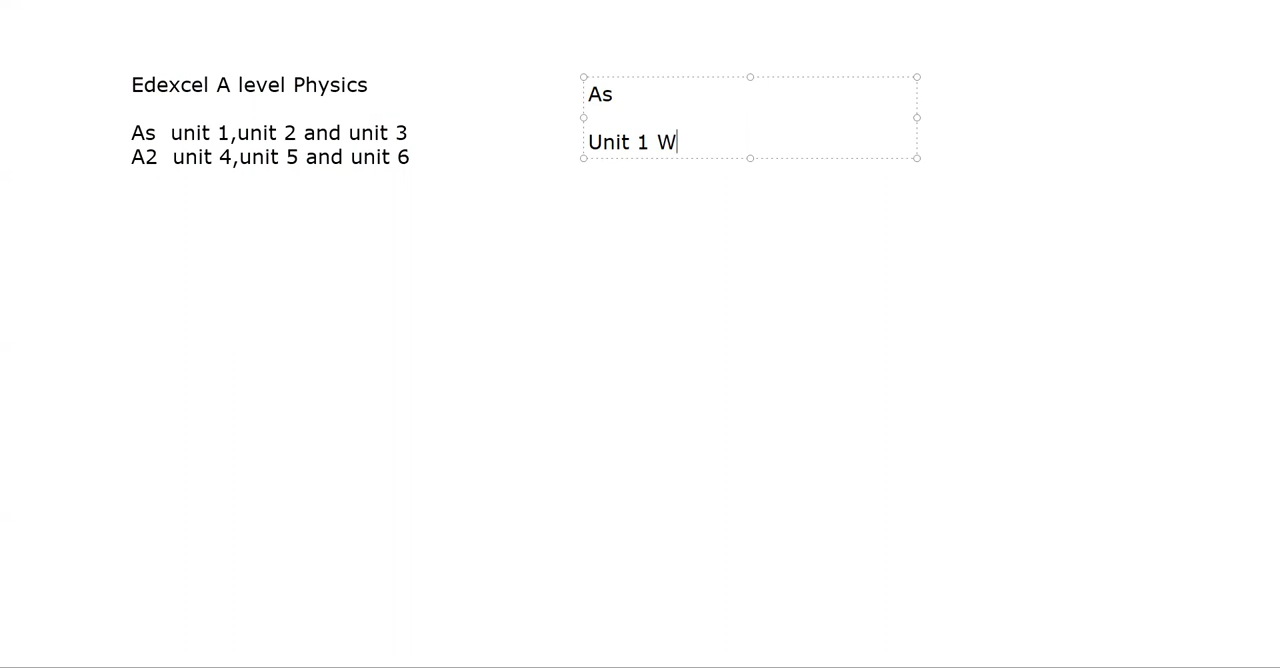 Edexcel A level Physics
As unit 1,unit 2 and unit 3
A2 unit 4,unit 5 and unit 6
As
Unit 1 W